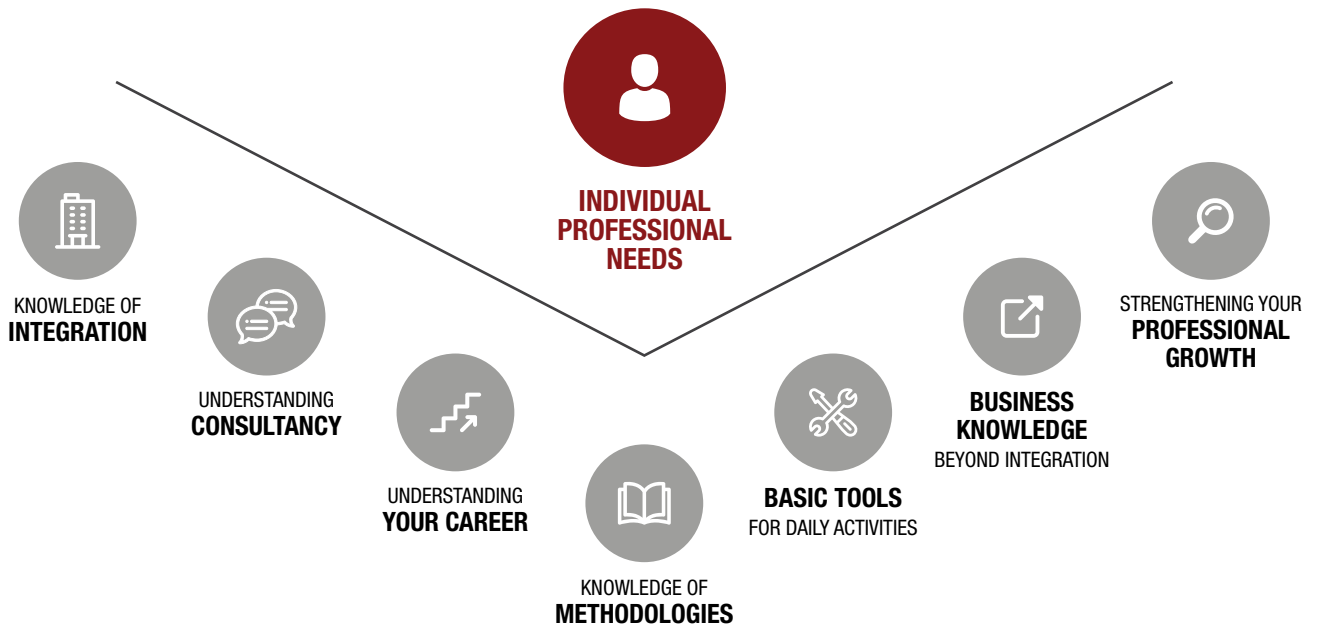 INDIVIDUAL
PROFESSIONAL
NEEDS
KNOWLEDGE OF
INTEGRATION
UNDERSTANDING
CONSULTANCY
UNDERSTANDING
YOUR CAREER
KNOWLEDGE OF
METHODOLOGIES
BASIC TOOLS
FOR DAILY ACTIVITIES
BUSINESS
KNOWLEDGE
BEYOND INTEGRATION
STRENGTHENING YOUR
PROFESSIONAL
GROWTH